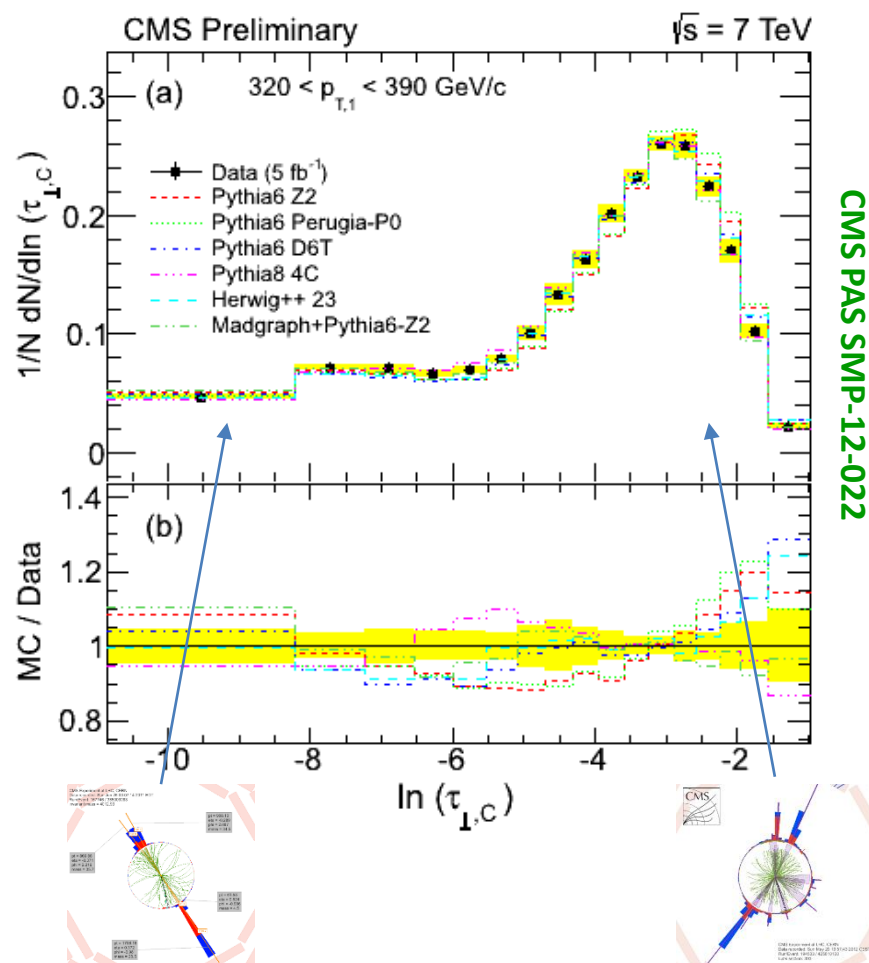 CMS Preliminary √s = 7 TeV
(a) 320 < p_T,1 < 390 GeV/c
Data (5 fb⁻¹)
Pythia6 Z2
Pythia6 Perugia-P0
Pythia6 D6T
Pythia8 4C
Herwig++ 23
Madgraph+Pythia6-Z2
1/N dN/dln (τ_⊥,C)
0.3
0.2
0.1
0
CMS PAS SMP-12-022
(b)
MC / Data
1.4
1.2
1
0.8
-10 -8 -6 -4 -2
ln (τ_⊥,C)
CMS